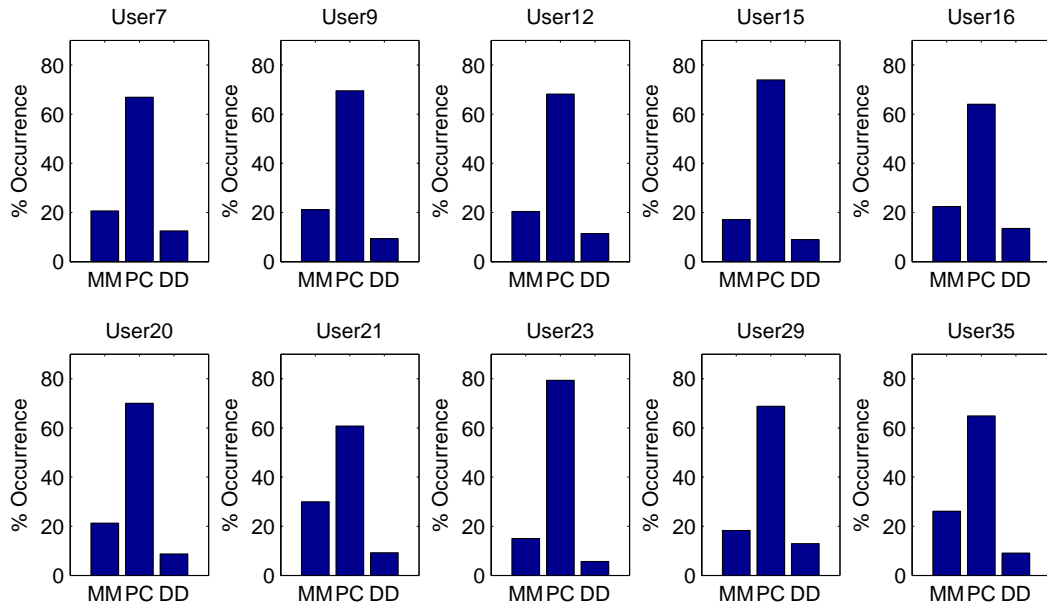 User7 User9 User12 User15 User16
80 80 80 80 80
60 60 60 60 60
40 40 40 40 40
20 20 20 20 20
0 0 0 0 0
% Occurrence % Occurrence % Occurrence % Occurrence % Occurrence
MM PC DD MM PC DD MM PC DD MM PC DD MM PC DD
User20 User21 User23 User29 User35
80 80 80 80 80
60 60 60 60 60
40 40 40 40 40
20 20 20 20 20
0 0 0 0 0
% Occurrence % Occurrence % Occurrence % Occurrence % Occurrence
MM PC DD MM PC DD MM PC DD MM PC DD MM PC DD